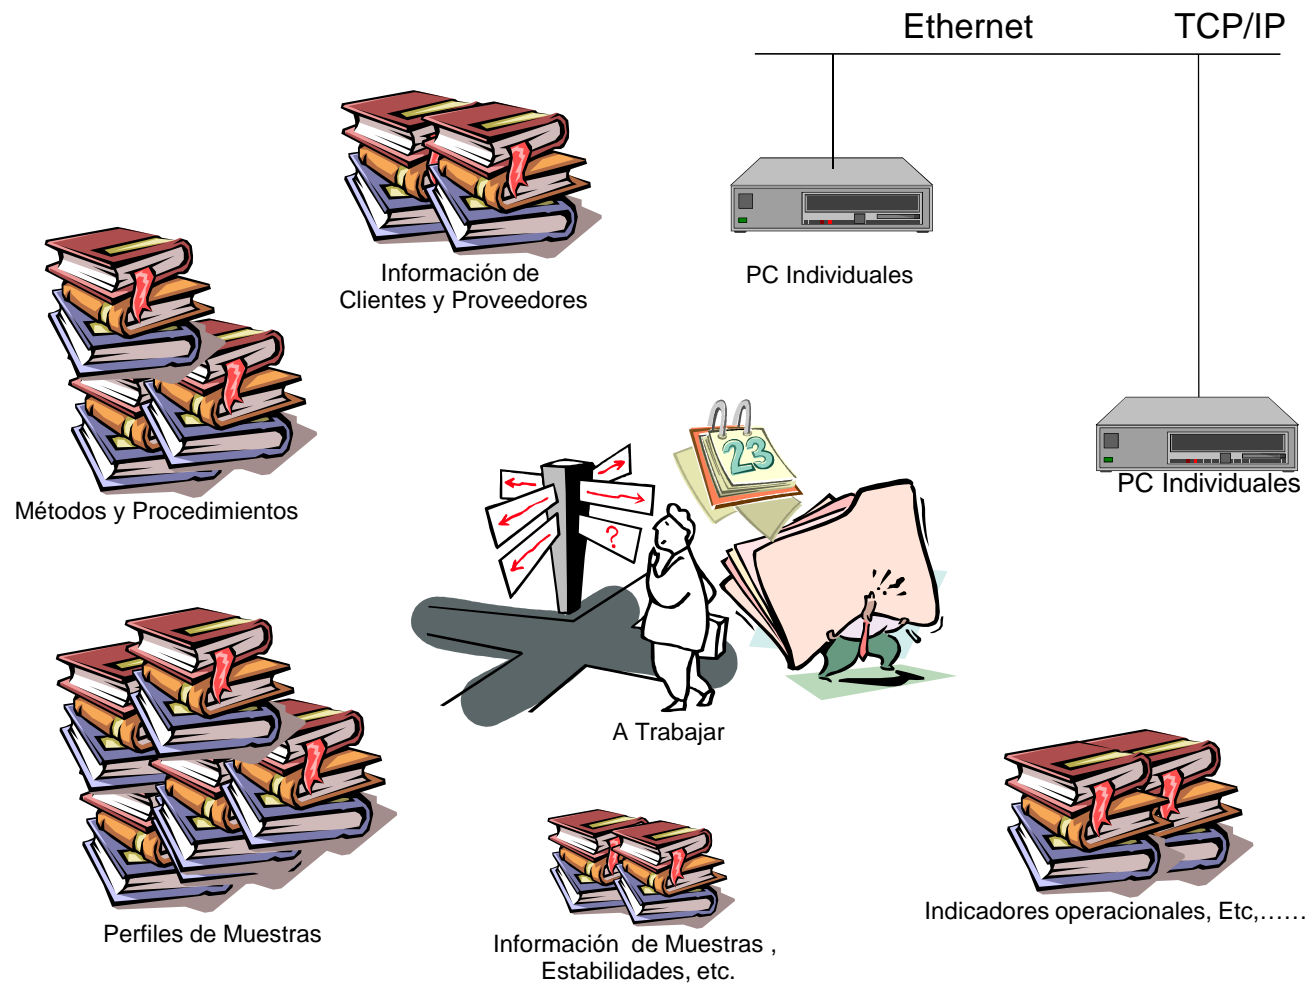 Ethernet TCP/IP
Información de
Clientes y Proveedores
PC Individuales
Métodos y Procedimientos
23
?
PC Individuales
A Trabajar
Perfiles de Muestras
Información de Muestras ,
Estabilidades, etc.
Indicadores operacionales, Etc,......